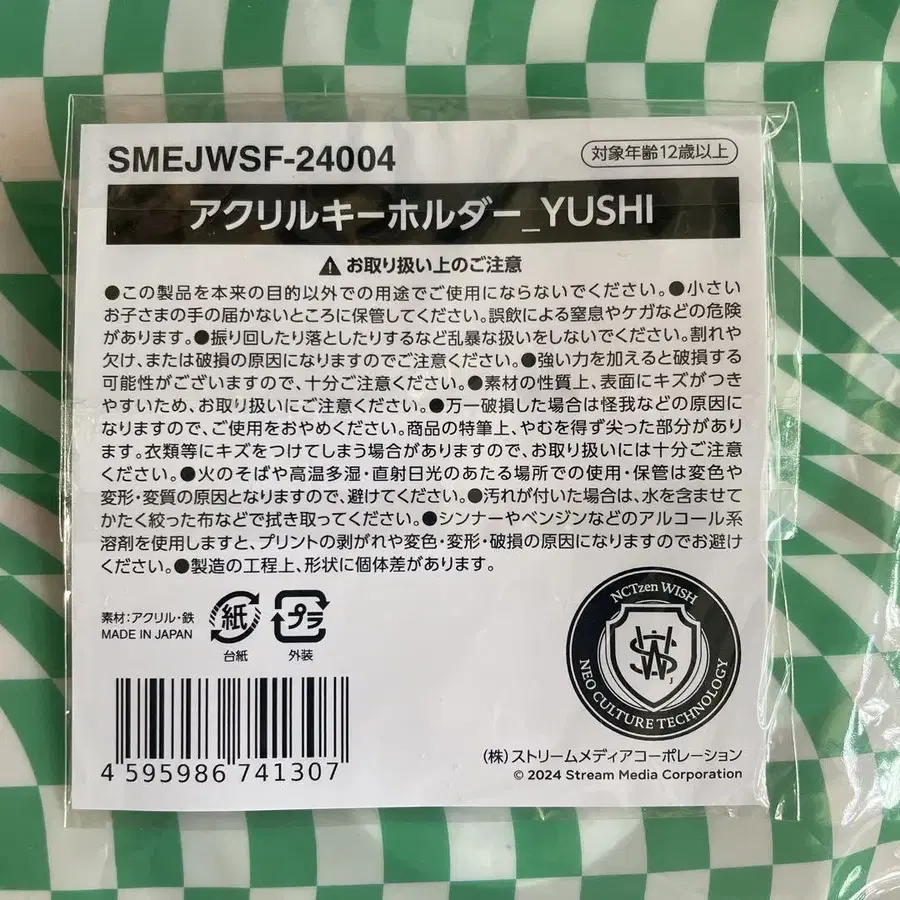 SMEJWSF-24004
対象年齢12歳以上
アクリルキーホルダー_YUSHI
⚠お取り扱い上のご注意
●この製品を本来の目的以外での用途でご使用にならないでください。●小さい
お子さまの手の届かないところに保管してください。誤飲による窒息やケガなどの危険
があります。●振り回したり落としたりするなど乱暴な扱いをしないでください。割れや
欠け、または破損の原因になりますのでご注意ください。●強い力を加えると破損する
可能性がございますので、十分ご注意ください。●素材の性質上、表面にキズがつき
やすいため、お取り扱いにご注意ください。●万一破損した場合は怪我などの原因に
なりますので、ご使用をおやめください。商品の特筆上、やむを得ず尖った部分があり
ます。衣類等にキズをつけてしまう場合がありますので、お取り扱いには十分ご注意
ください。●火のそばや高温多湿・直射日光のあたる場所での使用・保管は変色や
変形・変質の原因となりますので、避けてください。●汚れが付いた場合は、水を含ませて
かたく絞った布などで拭き取ってください。●シンナーやベンジンなどのアルコール系
溶剤を使用しますと、プリントの剥がれや変色・変形・破損の原因になりますのでお避け
ください。●製造の工程上、形状に個体差があります。
素材:アクリル・鉄
MADE IN JAPAN
紙
台紙
プラ
外装
NCTzen WISH
NEO CULTURE TECHNOLOGY
4 595986 741307
(株)ストリームメディアコーポレーション
© 2024 Stream Media Corporation